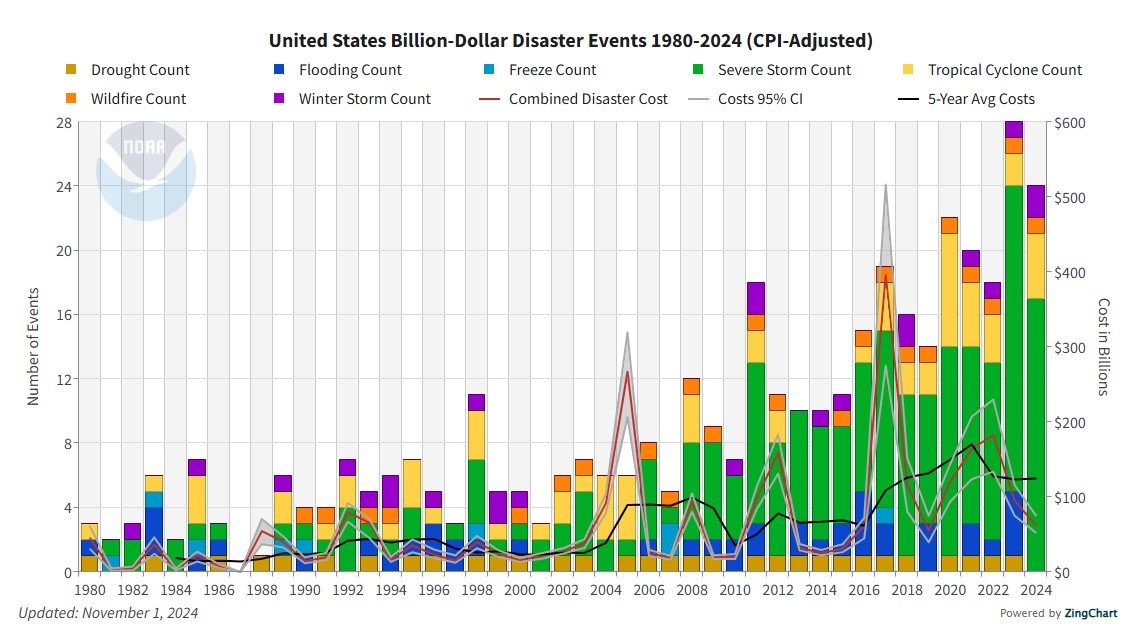 United States Billion-Dollar Disaster Events 1980-2024 (CPI-Adjusted)
Drought Count Flooding Count Freeze Count Severe Storm Count Tropical Cyclone Count
Wildfire Count Winter Storm Count Combined Disaster Cost Costs 95% CI 5-Year Avg Costs
NOAA
28 $600
24 $500
20 $400
16 $300
12 $200
8 $100
4 $0
0
Number of Events
Cost in Billions
1980 1982 1984 1986 1988 1990 1992 1994 1996 1998 2000 2002 2004 2006 2008 2010 2012 2014 2016 2018 2020 2022 2024
Updated: November 1, 2024 Powered by ZingChart